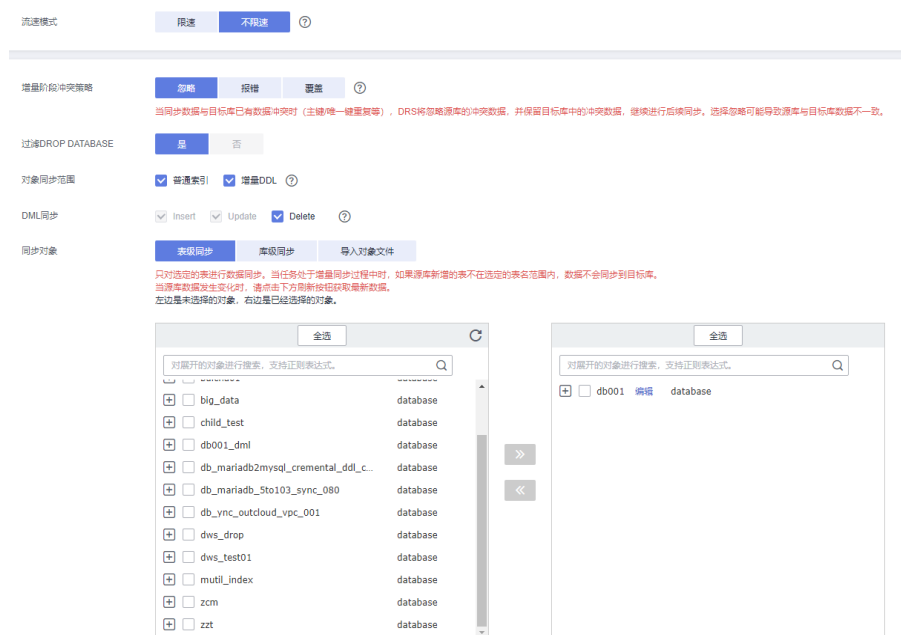 流速模式 限速 不限速
增量阶段冲突策略 忽略 报错 覆盖
当同步数据与目标库已有数据冲突时（主键/唯一键重复等），DRS将忽略源库的冲突数据，并保留目标库中的冲突数据，继续进行后续同步。选择忽略可能导致源库与目标库数据不一致。
过滤DROP DATABASE 是 否
对象同步范围 普通索引 增量DDL
DML同步 Insert Update Delete
同步对象 表级同步 库级同步 导入对象文件
只对选定的表进行数据同步。当任务处于增量同步过程中时，如果源库新增的表不在选定的表名范围内，数据不会同步到目标库。
当源库数据发生变化时，请点击下方刷新按钮获取最新数据。
左边是未选择的对象，右边是已经选择的对象。
全选
对展开的对象进行搜索，支持正则表达式。
big_data database
child_test database
db001_dml database
db_mariadb2mysql_cremental_ddl_c... database
db_mariadb_5to103_sync_080 database
db_ync_outcloud_vpc_001 database
dws_drop database
dws_test01 database
mutil_index database
zcm database
zzt database
全选
对展开的对象进行搜索，支持正则表达式。
db001 编辑 database